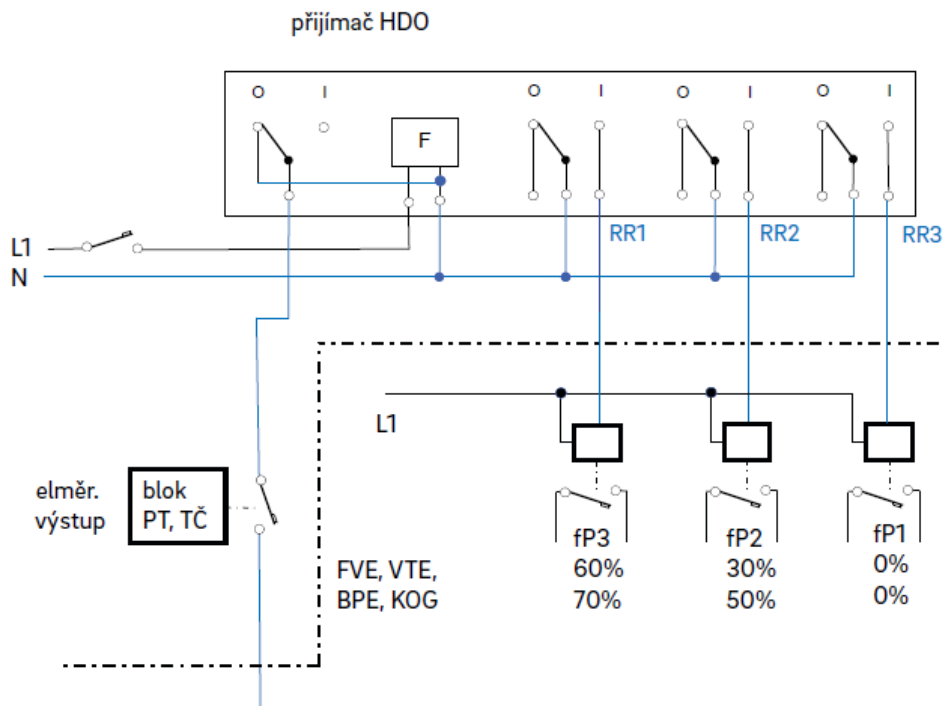 přijímač HDO
O I O I O I O I
F
RR1 RR2 RR3
L1
N
L1
elměr.
výstup
blok
PT, TČ
fP3 fP2 fP1
FVE, VTE, 60% 30% 0%
BPE, KOG 70% 50% 0%